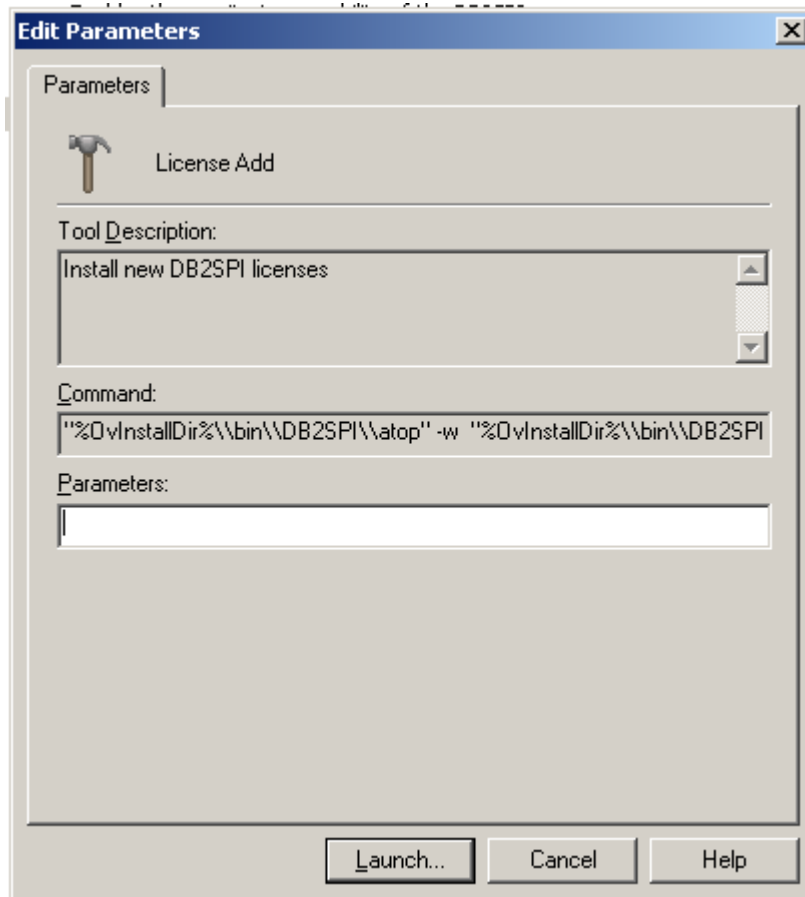 Edit Parameters
Parameters
License Add
Tool Description:
Install new DB2SPI licenses
Command:
"%OvInstallDir%\\bin\\DB2SPI\\atop" -w "%OvInstallDir%\\bin\\DB2SPI
Parameters:
Launch... Cancel Help